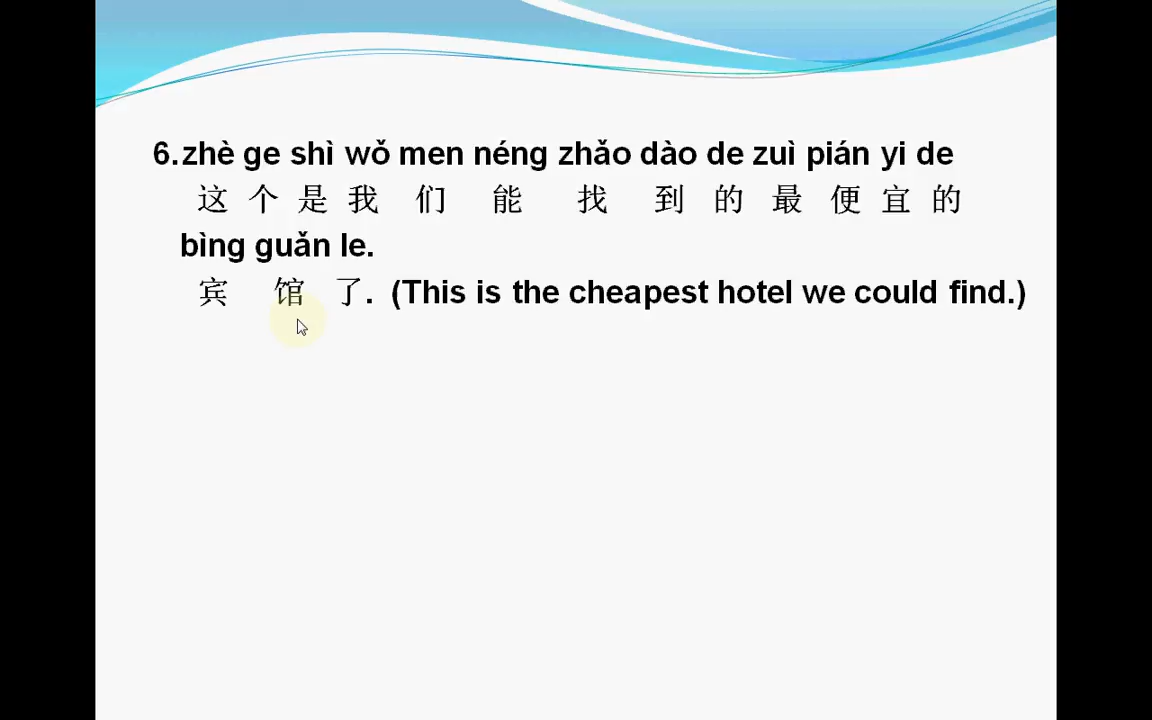 6.zhè ge shì wǒ men néng zhǎo dào de zuì pián yi de
这 个 是 我 们 能 找 到 的 最 便 宜 的
bìng guǎn le.
宾 馆 了. (This is the cheapest hotel we could find.)